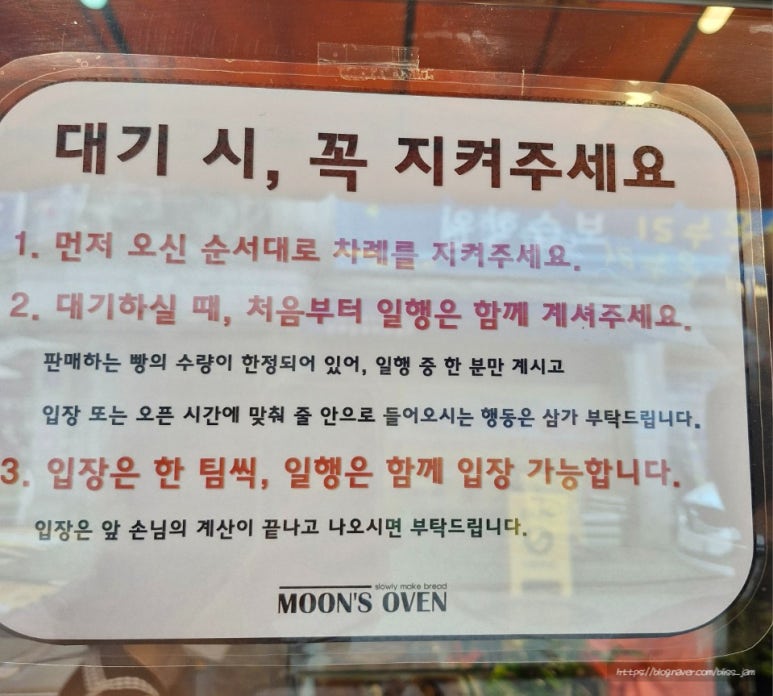 대기 시, 꼭 지켜주세요
1. 먼저 오신 순서대로 차례를 지켜주세요.
2. 대기하실 때, 처음부터 일행은 함께 계셔주세요.
판매하는 빵의 수량이 한정되어 있어, 일행 중 한 분만 계시고
입장 또는 오픈 시간에 맞춰 줄 안으로 들어오시는 행동은 삼가 부탁드립니다.
3. 입장은 한 팀씩, 일행은 함께 입장 가능합니다.
입장은 앞 손님의 계산이 끝나고 나오시면 부탁드립니다.
slowly make bread
MOON'S OVEN
https://blog.naver.com/bliss_jam